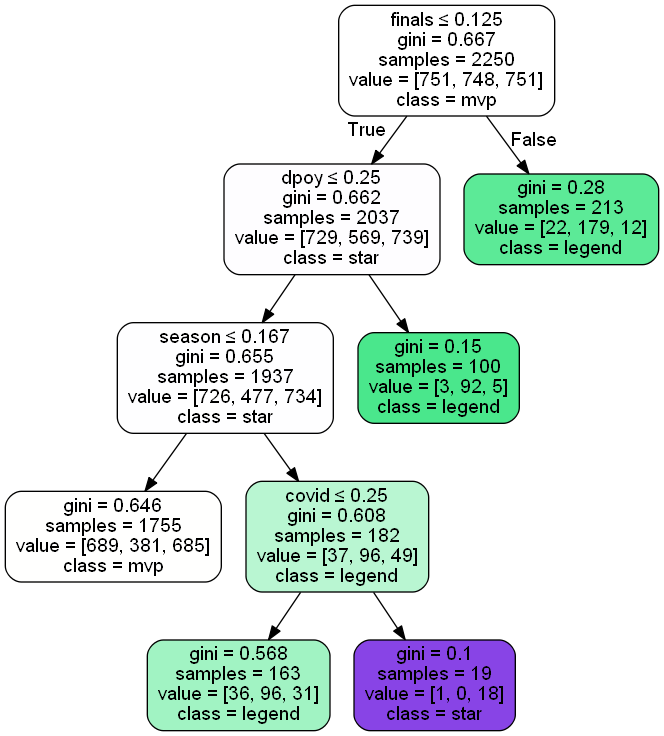 finals ≤ 0.125
gini = 0.667
samples = 2250
value = [751, 748, 751]
class = mvp
True
False
dpoy ≤ 0.25
gini = 0.662
samples = 2037
value = [729, 569, 739]
class = star
gini = 0.28
samples = 213
value = [22, 179, 12]
class = legend
season ≤ 0.167
gini = 0.655
samples = 1937
value = [726, 477, 734]
class = star
gini = 0.15
samples = 100
value = [3, 92, 5]
class = legend
gini = 0.646
samples = 1755
value = [689, 381, 685]
class = mvp
covid ≤ 0.25
gini = 0.608
samples = 182
value = [37, 96, 49]
class = legend
gini = 0.568
samples = 163
value = [36, 96, 31]
class = legend
gini = 0.1
samples = 19
value = [1, 0, 18]
class = star